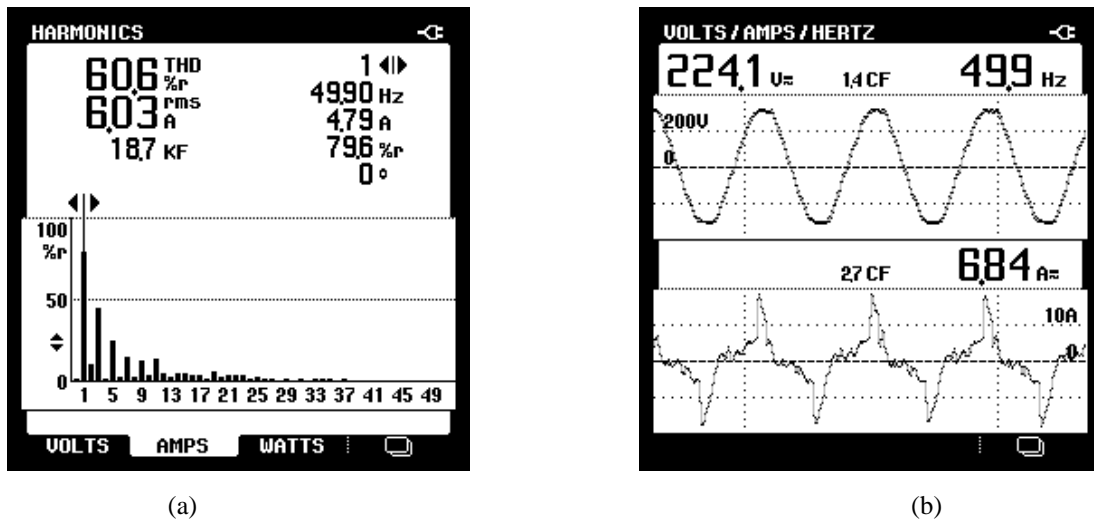 HARMONICS
60,6 THD %r
6,03 rms A
18,7 KF
1
49,90 Hz
4,79 A
79,6 %r
0 °
100
%r
50
0
1 5 9 13 17 21 25 29 33 37 41 45 49
VOLTS AMPS WATTS
(a)
VOLTS / AMPS / HERTZ
224,1 V≂ 1,4 CF 49,9 Hz
200V
0
2,7 CF 6,84 A≂
10A
0
(b)